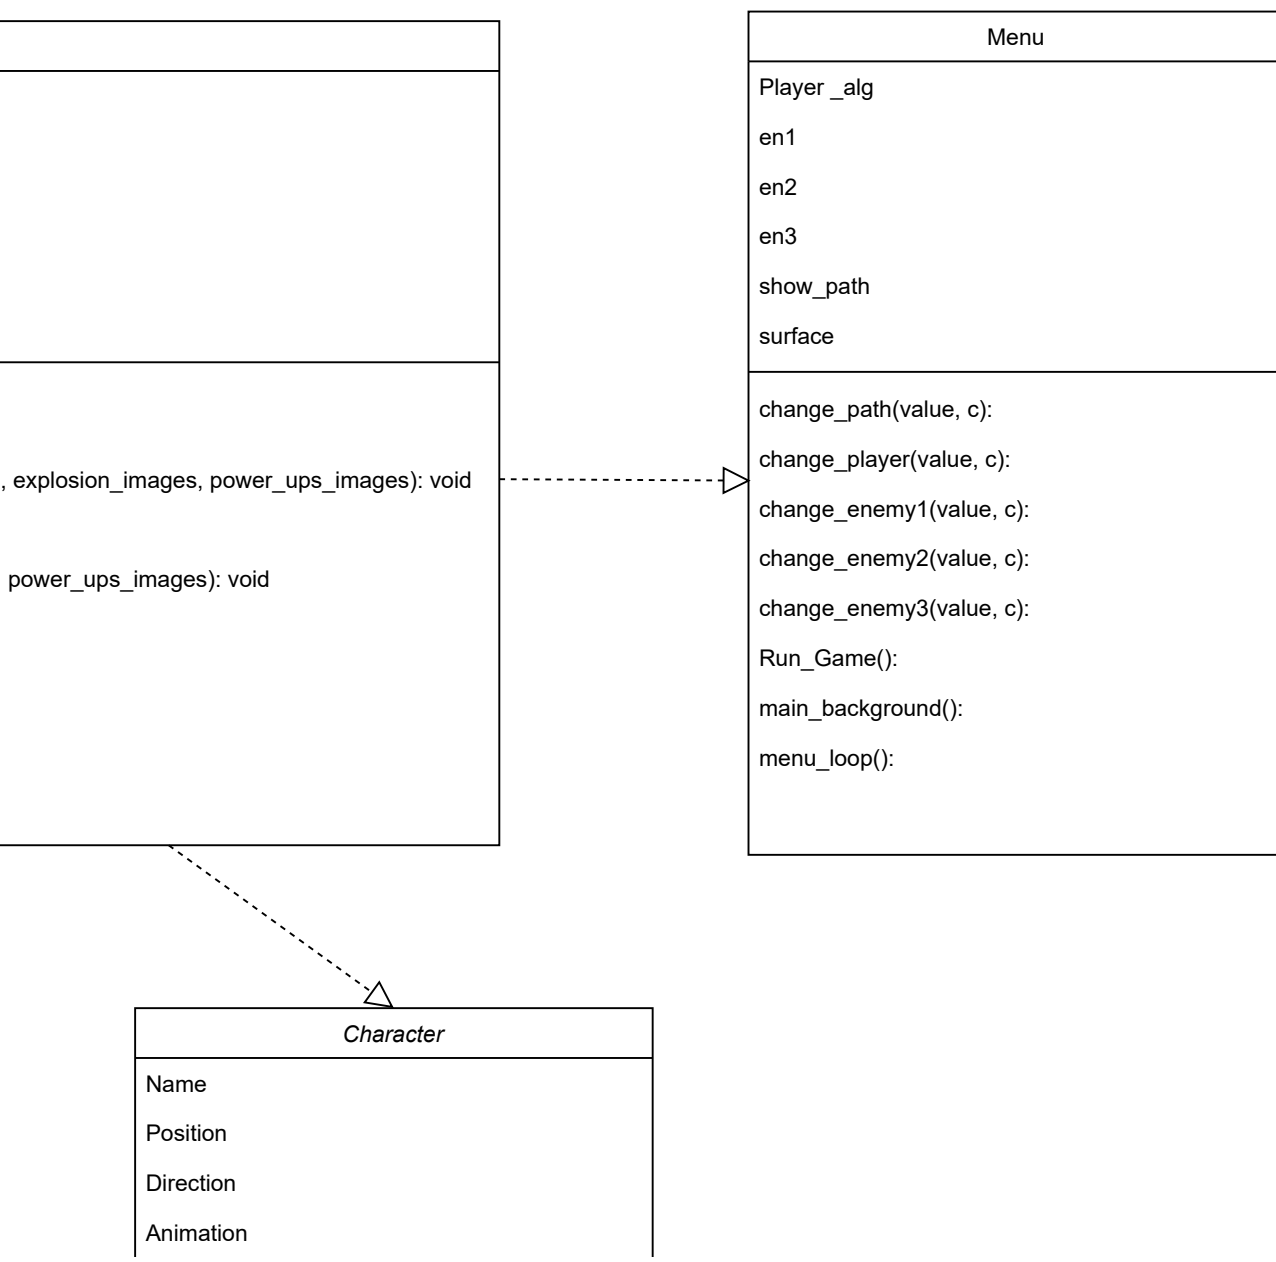 Menu
Player _alg
en1
en2
en3
show_path
surface
change_path(value, c):
change_player(value, c):
change_enemy1(value, c):
change_enemy2(value, c):
change_enemy3(value, c):
Run_Game():
main_background():
menu_loop():
, explosion_images, power_ups_images): void
power_ups_images): void
Character
Name
Position
Direction
Animation